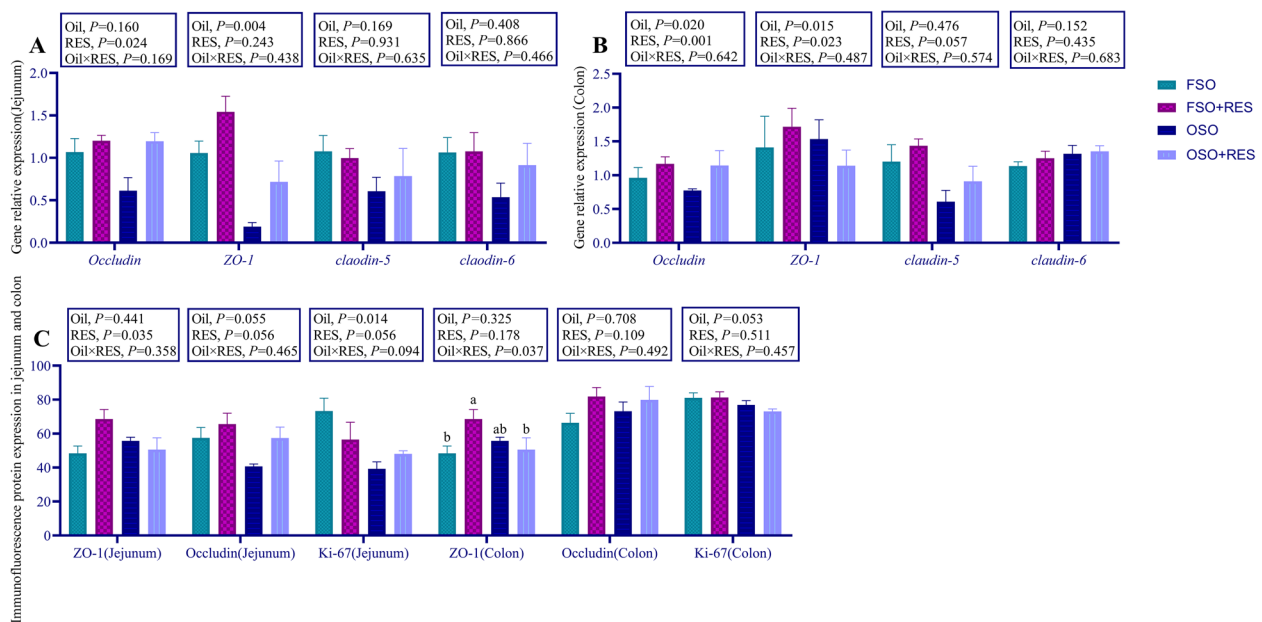 A
Oil, P=0.160
RES, P=0.024
Oil×RES, P=0.169
Oil, P=0.004
RES, P=0.243
Oil×RES, P=0.438
Oil, P=0.169
RES, P=0.931
Oil×RES, P=0.635
Oil, P=0.408
RES, P=0.866
Oil×RES, P=0.466
Gene relative expression(Jejunum)
2.0
1.5
1.0
0.5
0.0
Occludin
ZO-1
claodin-5
claodin-6
B
Oil, P=0.020
RES, P=0.001
Oil×RES, P=0.642
Oil, P=0.015
RES, P=0.023
Oil×RES, P=0.487
Oil, P=0.476
RES, P=0.057
Oil×RES, P=0.574
Oil, P=0.152
RES, P=0.435
Oil×RES, P=0.683
Gene relative expression(Colon)
2.5
2.0
1.5
1.0
0.5
0.0
Occludin
ZO-1
claudin-5
claudin-6
FSO
FSO+RES
OSO
OSO+RES
C
Oil, P=0.441
RES, P=0.035
Oil×RES, P=0.358
Oil, P=0.055
RES, P=0.056
Oil×RES, P=0.465
Oil, P=0.014
RES, P=0.056
Oil×RES, P=0.094
Oil, P=0.325
RES, P=0.178
Oil×RES, P=0.037
Oil, P=0.708
RES, P=0.109
Oil×RES, P=0.492
Oil, P=0.053
RES, P=0.511
Oil×RES, P=0.457
Immunofluorescence protein expression in jejunum and colon
100
80
60
40
20
0
b
a
ab
b
ZO-1(Jejunum)
Occludin(Jejunum)
Ki-67(Jejunum)
ZO-1(Colon)
Occludin(Colon)
Ki-67(Colon)